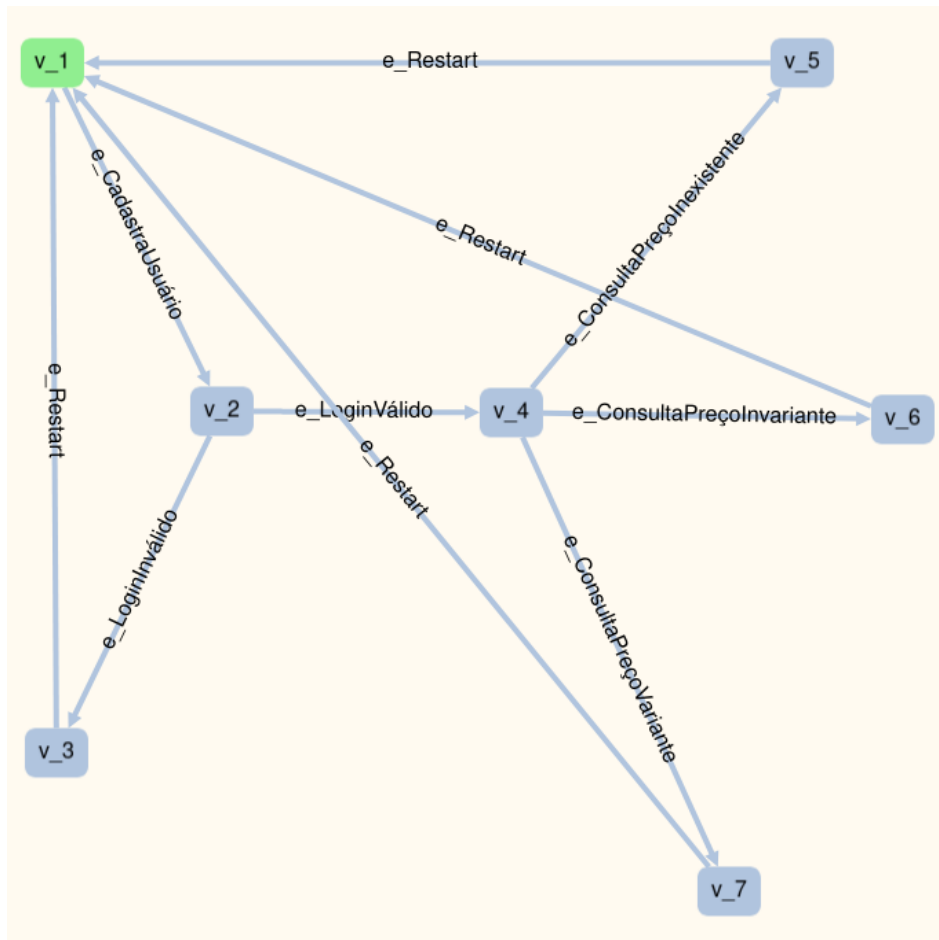 v_1
e_Restart
v_5
e_CadastraUsuário
e_ConsultaPreçoInexistente
e_Restart
e_Restart
v_2
e_LoginVálido
v_4
e_ConsultaPreçoInvariante
v_6
e_Restart
e_LoginInválido
e_ConsultaPreçoVariante
v_3
v_7